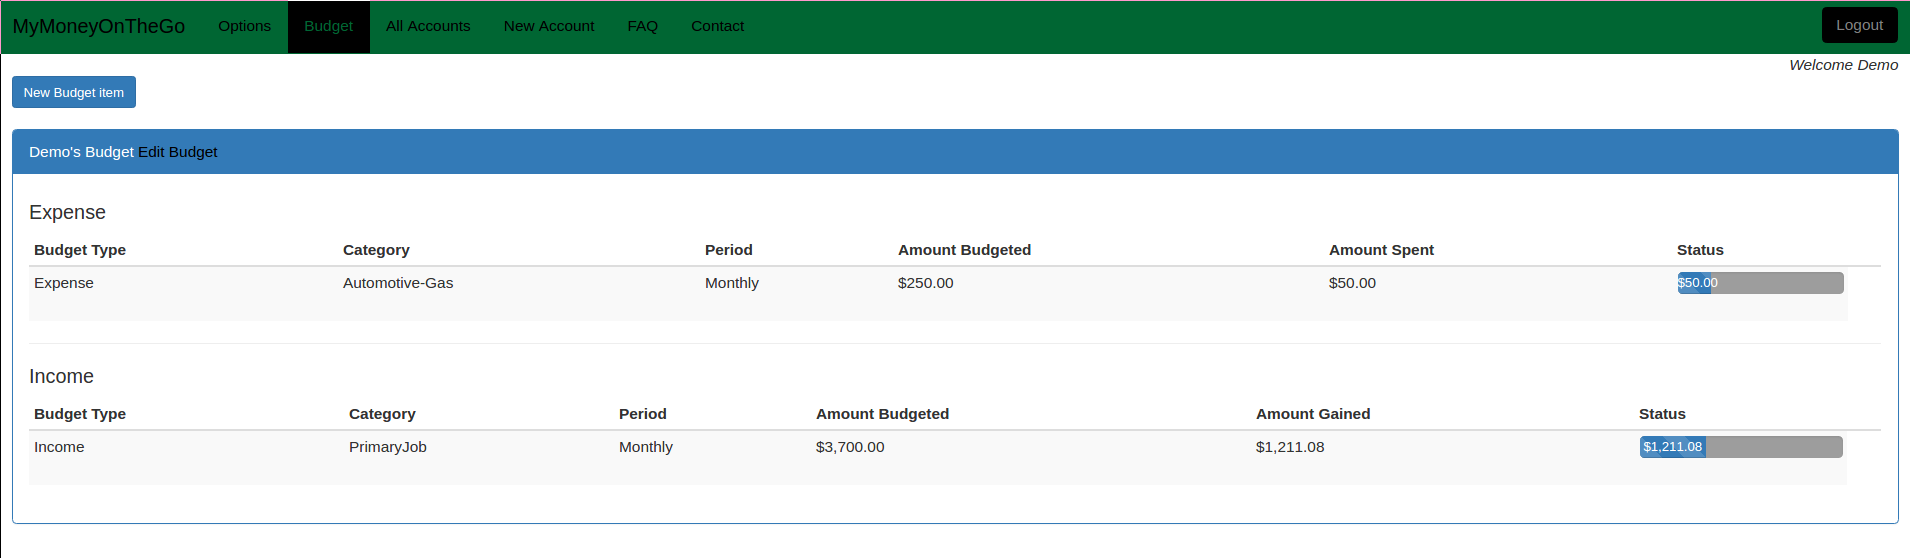 MyMoneyOnTheGo Options Budget All Accounts New Account FAQ Contact Logout
Welcome Demo
New Budget item
Demo's Budget Edit Budget
Expense
Budget Type Category Period Amount Budgeted Amount Spent Status
Expense Automotive-Gas Monthly $250.00 $50.00 $50.00
Income
Budget Type Category Period Amount Budgeted Amount Gained Status
Income PrimaryJob Monthly $3,700.00 $1,211.08 $1,211.08